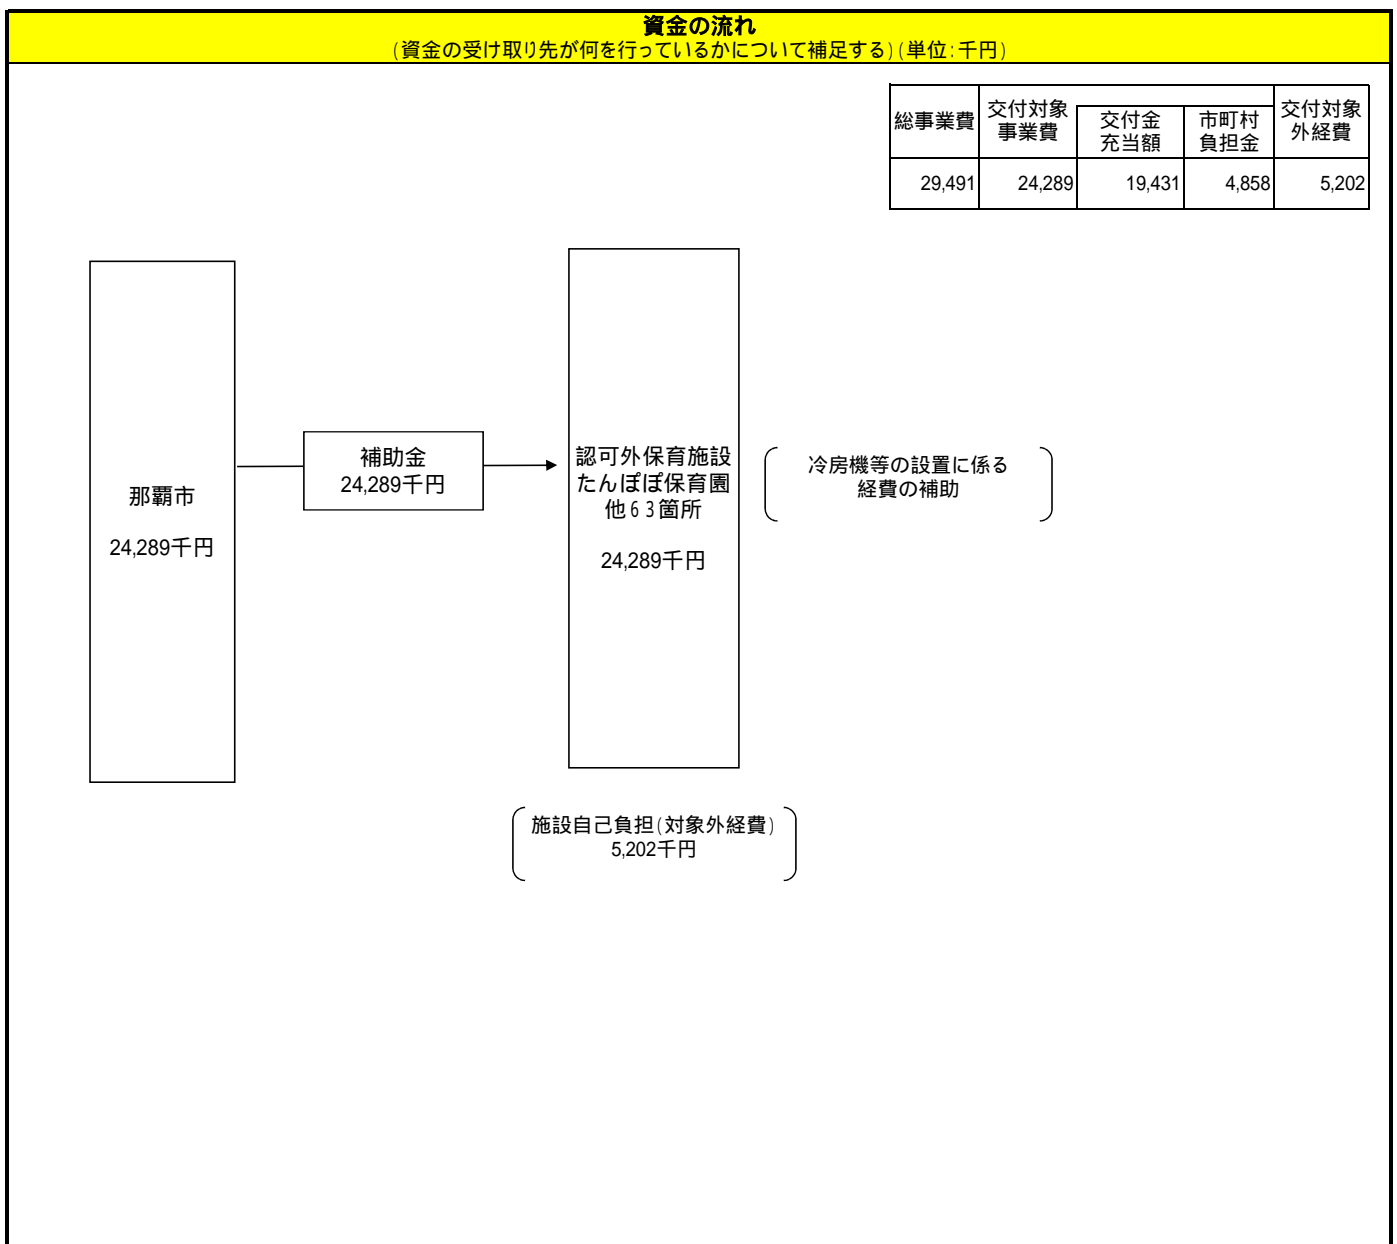 資金の流れ
（資金の受け取り先が何を行っているかについて補足する）（単位：千円）
総事業費
交付対象
事業費
交付金
充当額
市町村
負担金
交付対象
外経費
29,491
24,289
19,431
4,858
5,202
那覇市
24,289千円
補助金
24,289千円
認可外保育施設
たんぽぽ保育園
他６３箇所
24,289千円
冷房機等の設置に係る
経費の補助
施設自己負担（対象外経費）
5,202千円